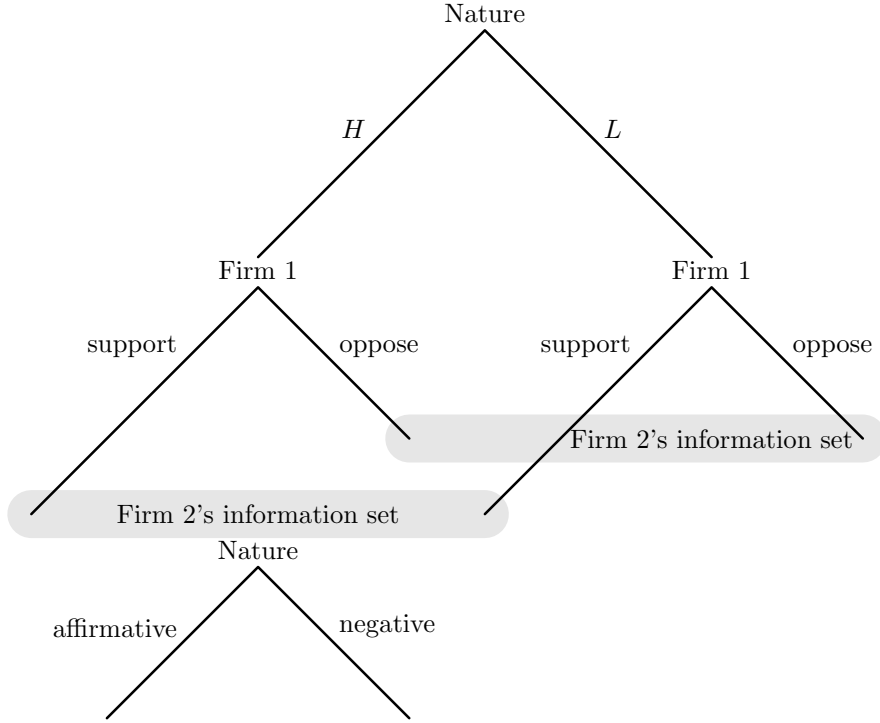 Nature
H
L
Firm 1
Firm 1
support
oppose
support
oppose
Firm 2's information set
Firm 2's information set
Nature
affirmative
negative